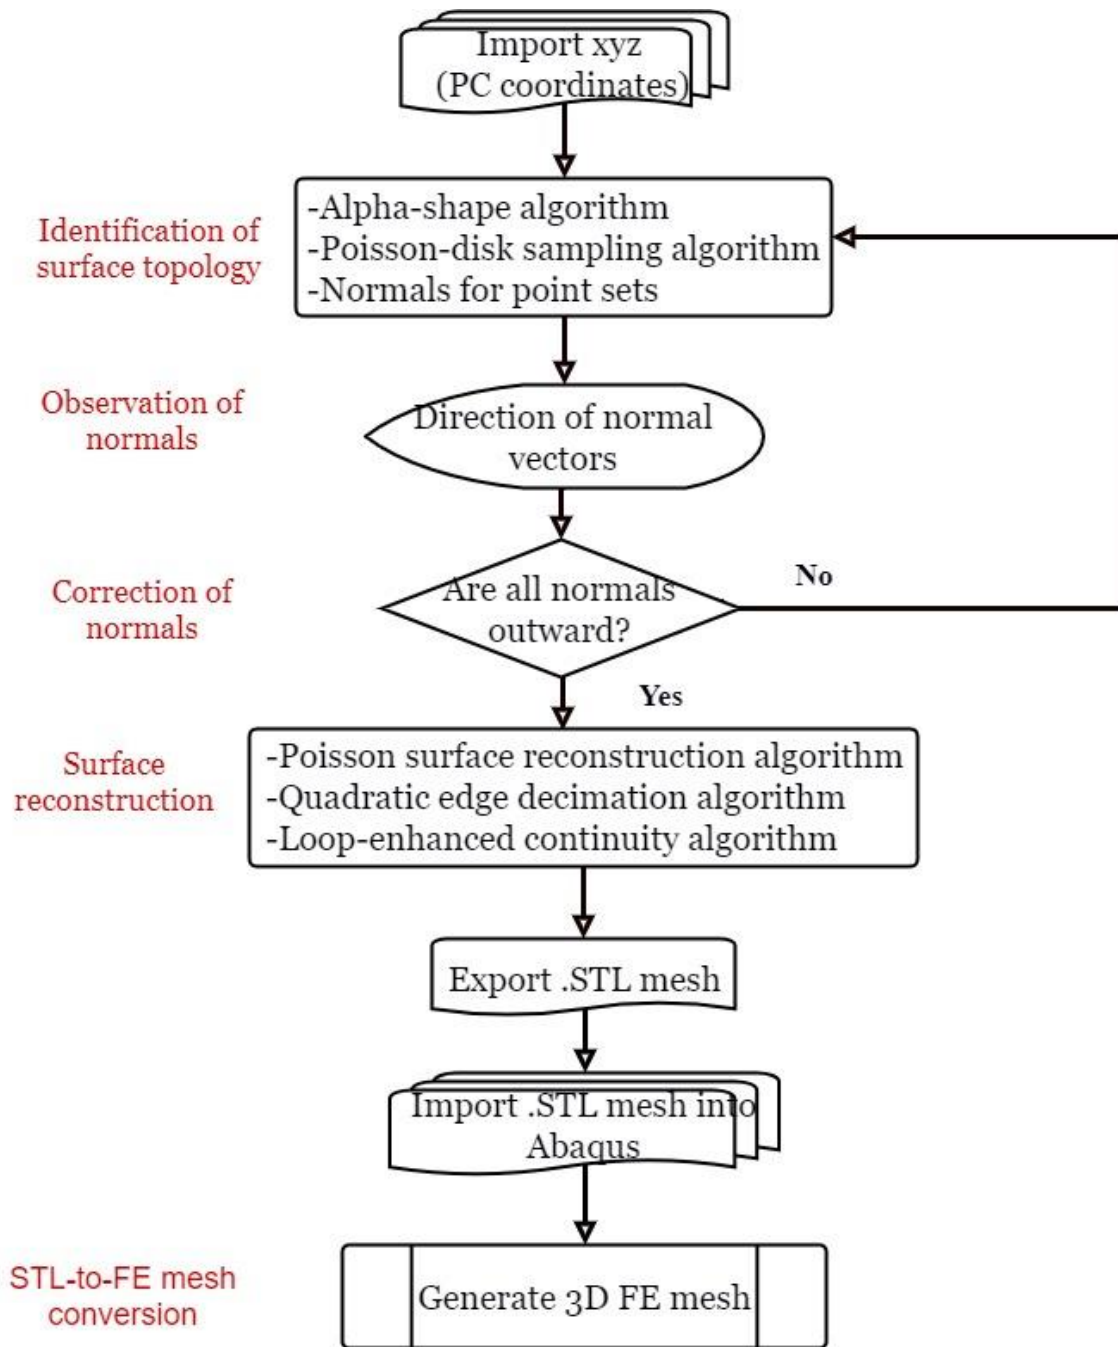 Import xyz
(PC coordinates)
Identification of
surface topology
-Alpha-shape algorithm
-Poisson-disk sampling algorithm
-Normals for point sets
Observation of
normals
Direction of normal
vectors
Correction of
normals
Are all normals
outward?
No
Yes
Surface
reconstruction
-Poisson surface reconstruction algorithm
-Quadratic edge decimation algorithm
-Loop-enhanced continuity algorithm
Export .STL mesh
Import .STL mesh into
Abaqus
STL-to-FE mesh
conversion
Generate 3D FE mesh